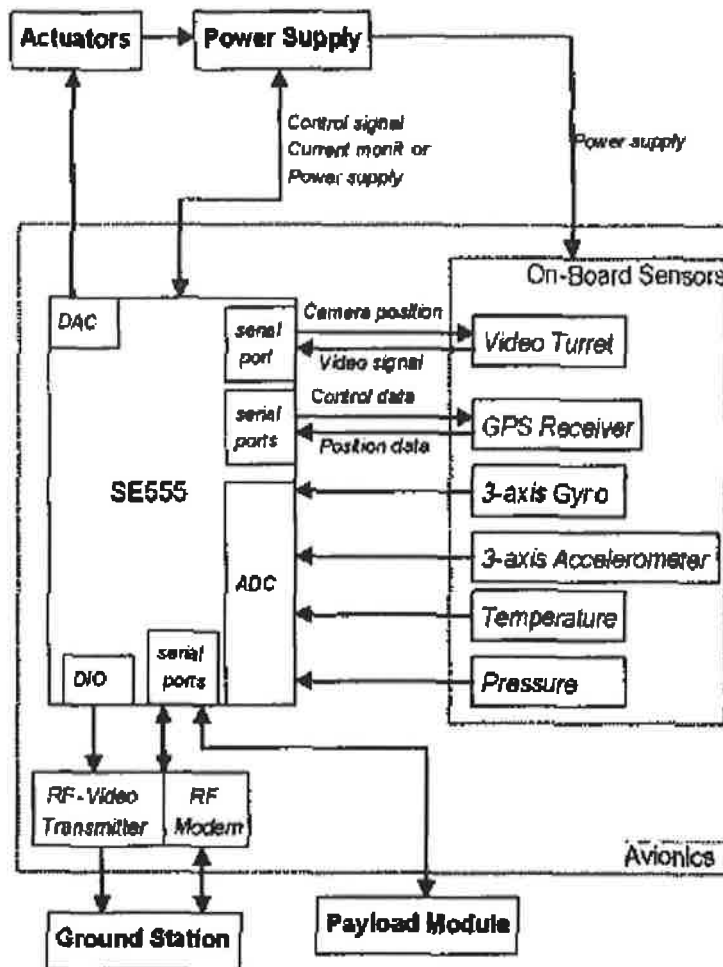 Actuators
Power Supply
Control signal
Current monit or
Power supply
Power supply
On-Board Sensors
DAC
serial
port
Camera position
Video signal
Video Turret
serial
ports
Control data
Position data
GPS Receiver
SE555
3-axis Gyro
ADC
3-axis Accelerometer
Temperature
serial
ports
DIO
Pressure
RF-Video
Transmitter
RF
Modem
Avionics
Ground Station
Payload Module